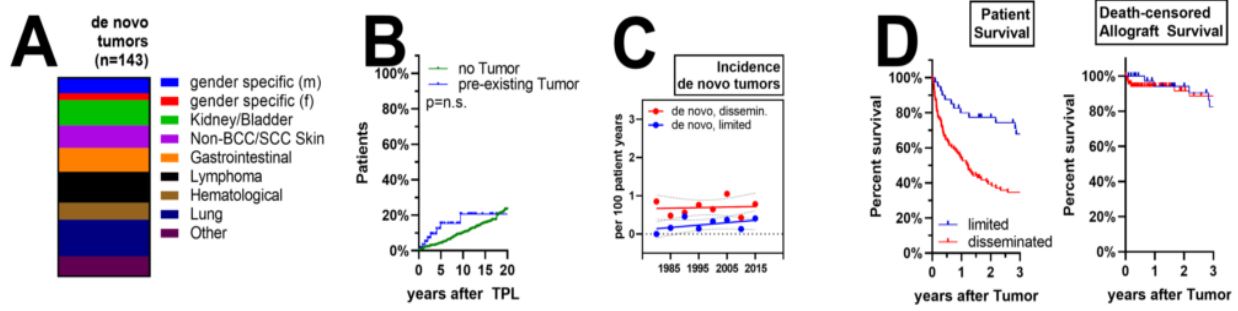 A
de novo
tumors
(n=143)
gender specific (m)
gender specific (f)
Kidney/Bladder
Non-BCC/SCC Skin
Gastrointestinal
Lymphoma
Hematological
Lung
Other
B
no Tumor
pre-existing Tumor
p=n.s.
Patients
100%
80%
60%
40%
20%
0%
0 5 10 15 20
years after TPL
C
Incidence
de novo tumors
de novo, dissemin.
de novo, limited
per 100 patient years
3
2
1
0
1985 1995 2005 2015
D
Patient
Survival
Percent survival
100%
80%
60%
40%
20%
0%
limited
disseminated
0 1 2 3
years after Tumor
Death-censored
Allograft Survival
Percent survival
100%
80%
60%
40%
20%
0%
0 1 2 3
years after Tumor